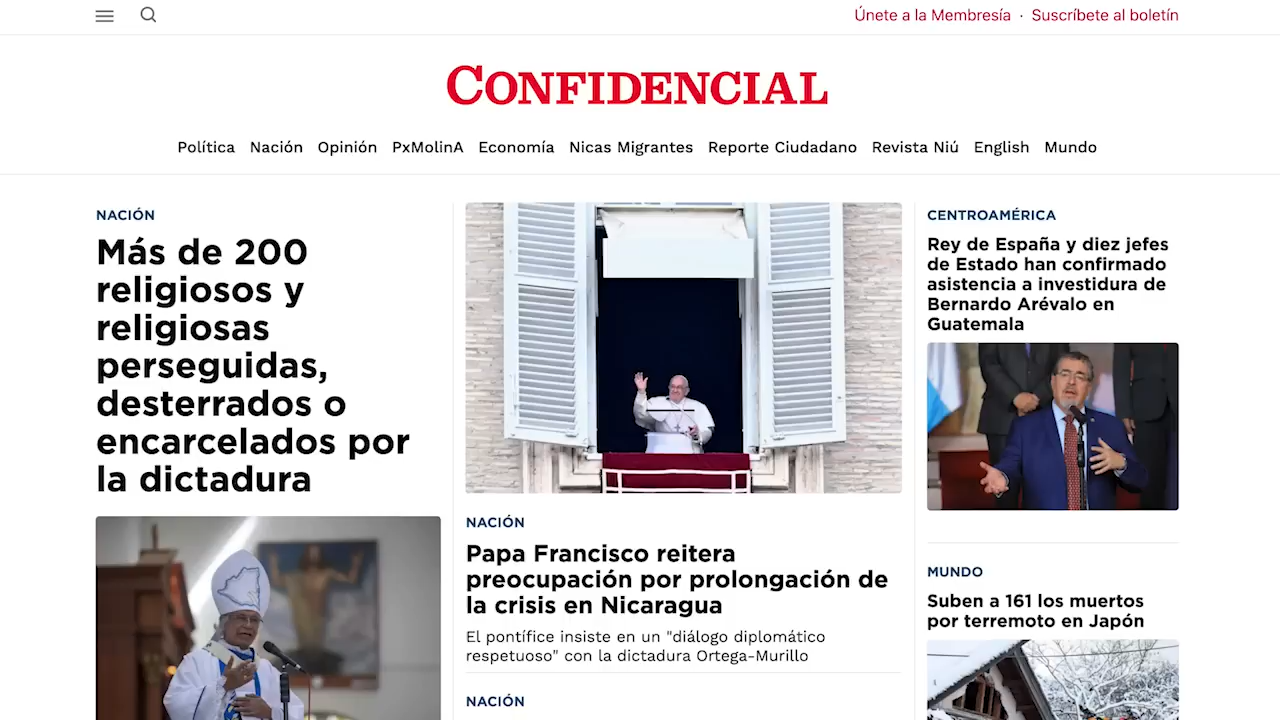 Únete a la Membresía · Suscríbete al boletín
CONFIDENCIAL
Política Nación Opinión PxMolinA Economía Nicas Migrantes Reporte Ciudadano Revista Niú English Mundo
NACIÓN
Más de 200
religiosos y
religiosas
perseguidas,
desterrados o
encarcelados por
la dictadura
NACIÓN
Papa Francisco reitera
preocupación por prolongación de
la crisis en Nicaragua
El pontífice insiste en un "diálogo diplomático
respetuoso" con la dictadura Ortega-Murillo
NACIÓN
CENTROAMÉRICA
Rey de España y diez jefes
de Estado han confirmado
asistencia a investidura de
Bernardo Arévalo en
Guatemala
MUNDO
Suben a 161 los muertos
por terremoto en Japón